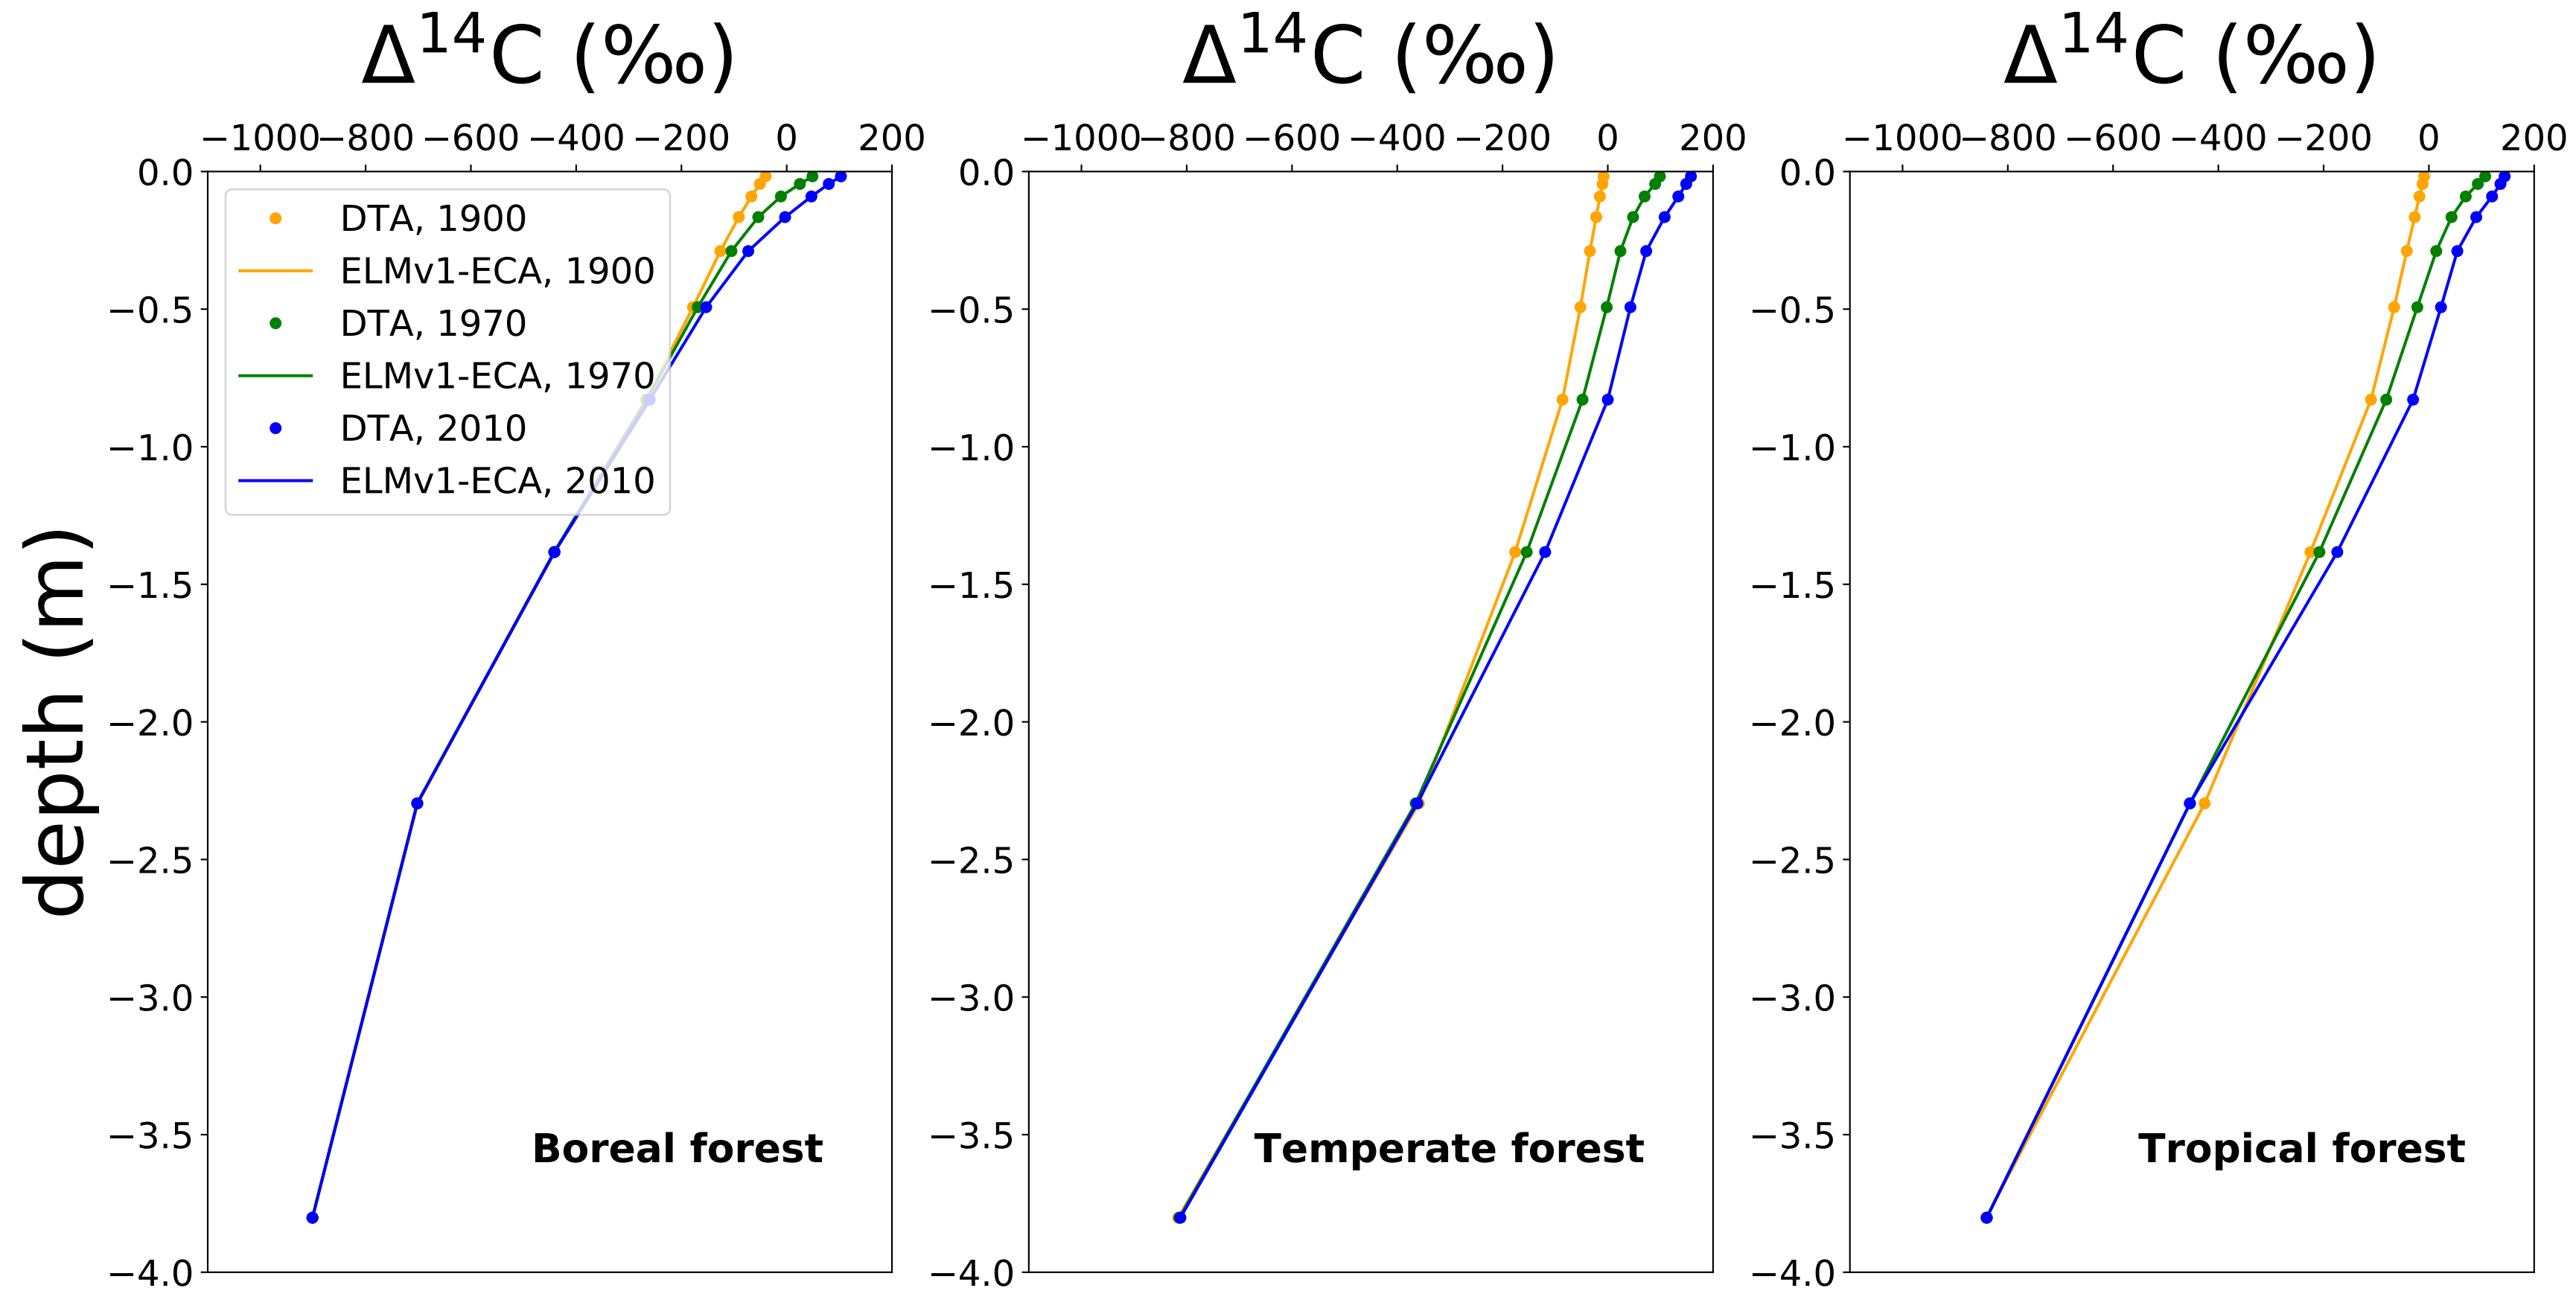 Δ¹⁴C (‰) Δ¹⁴C (‰) Δ¹⁴C (‰)
−1000 −800 −600 −400 −200 0 200 −1000 −800 −600 −400 −200 0 200 −1000 −800 −600 −400 −200 0 200
depth (m)
0.0
−0.5
−1.0
−1.5
−2.0
−2.5
−3.0
−3.5
−4.0
DTA, 1900
ELMv1-ECA, 1900
DTA, 1970
ELMv1-ECA, 1970
DTA, 2010
ELMv1-ECA, 2010
Boreal forest
0.0
−0.5
−1.0
−1.5
−2.0
−2.5
−3.0
−3.5
−4.0
Temperate forest
0.0
−0.5
−1.0
−1.5
−2.0
−2.5
−3.0
−3.5
−4.0
Tropical forest